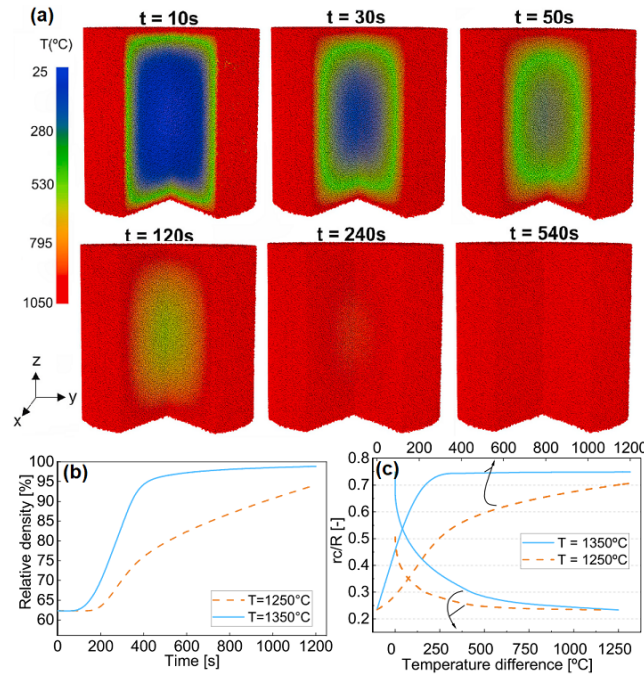 (a)
t = 10s
t = 30s
t = 50s
T(ºC)
25
280
530
795
1050
t = 120s
t = 240s
t = 540s
z
y
x
0 200 400 600 800 1000 1200
(b)
100
95
90
85
80
75
70
65
60
Relative density [%]
T=1250°C
T=1350°C
0 200 400 600 800 1000 1200
Time [s]
(c)
0.8
0.7
0.6
0.5
0.4
0.3
0.2
rc/R [-]
T = 1350ºC
T = 1250ºC
0 250 500 750 1000 1250
Temperature difference [ºC]